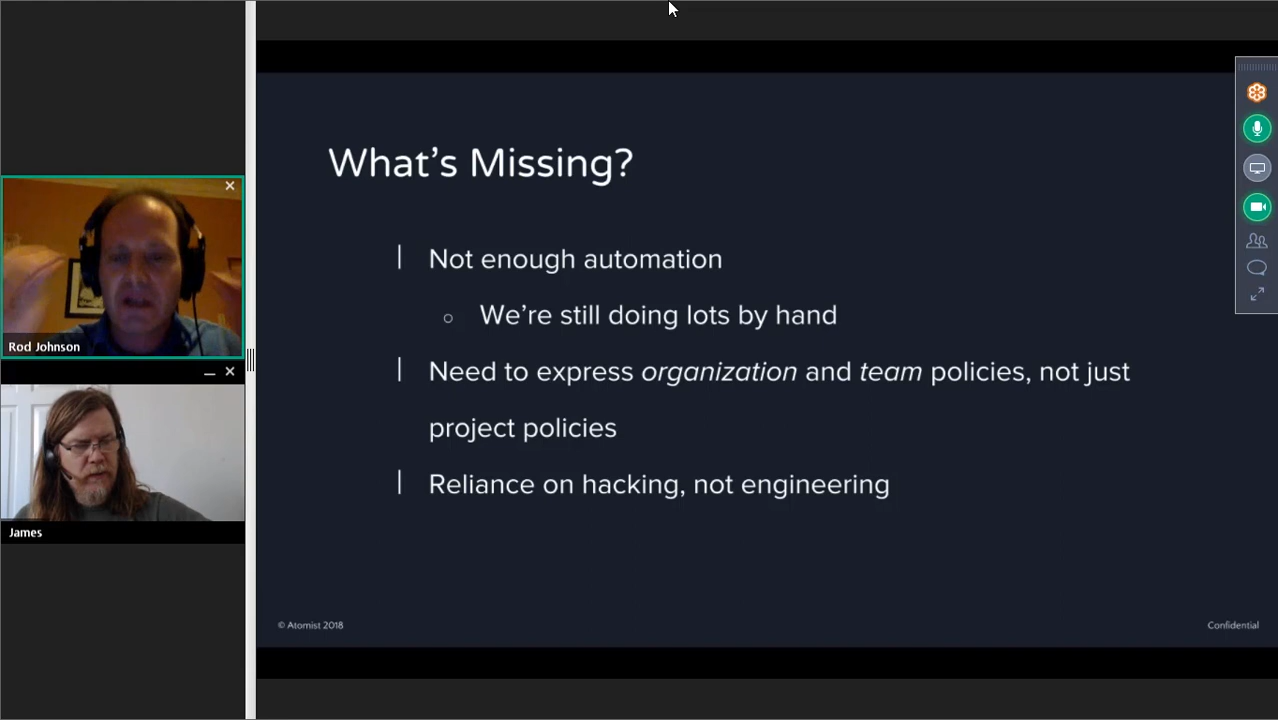 Rod Johnson
James
What's Missing?
Not enough automation
We're still doing lots by hand
Need to express organization and team policies, not just
project policies
Reliance on hacking, not engineering
© Atomist 2018
Confidential